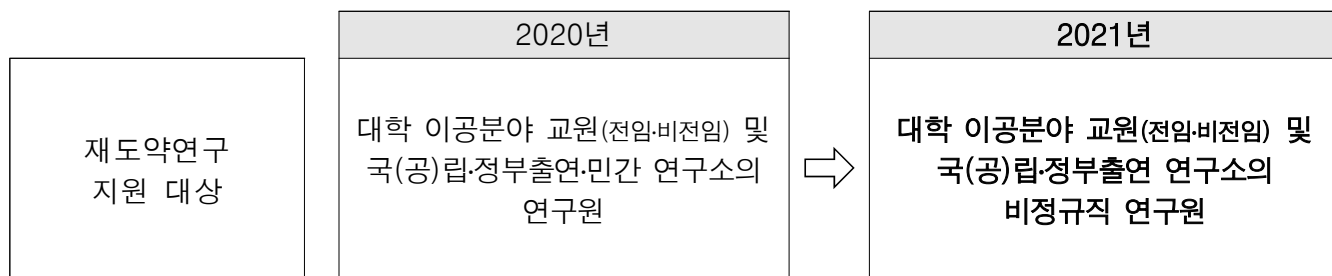 재도약연구
지원 대상
2020년
대학 이공분야 교원(전임·비전임) 및
국(공)립·정부출연·민간 연구소의
연구원
2021년
대학 이공분야 교원(전임·비전임) 및
국(공)립·정부출연 연구소의
비정규직 연구원